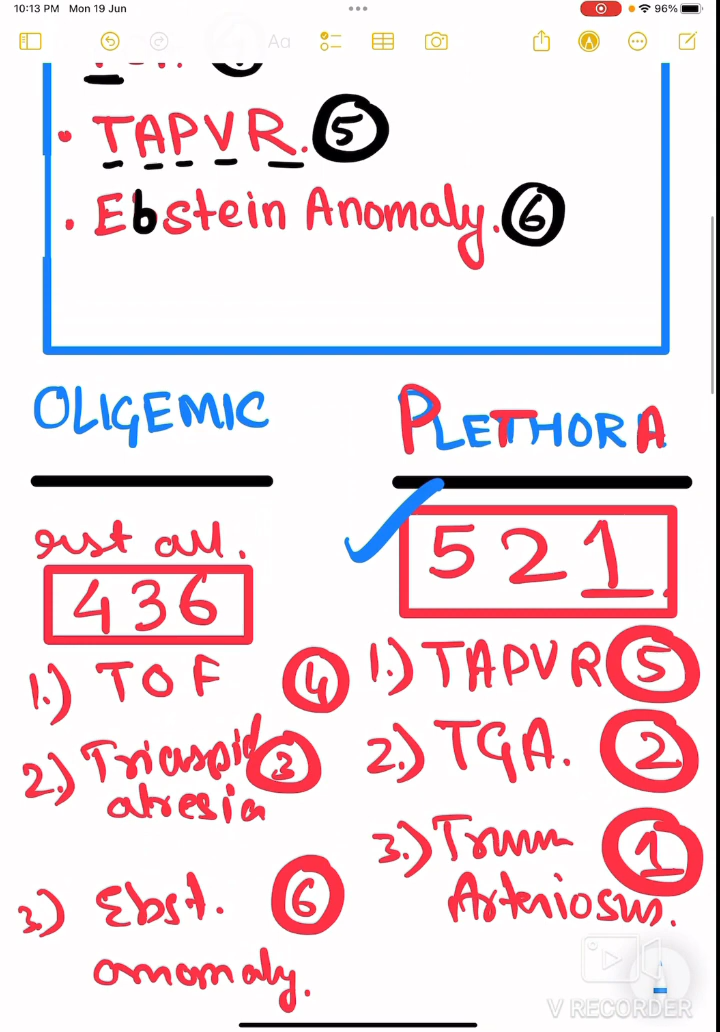 10:13 PM Mon 19 Jun
96%
Aa
• TAPVR. 5
• Ebstein Anomaly. 6
OLIGEMIC
PLETHORA
rest all.
436
521.
1.) TOF 4
1.) TAPVR 5
2.) Tricuspid 3
atresia
2.) TGA. 2
3.) Ebst. 6
anomaly.
3.) Trunn 1
Arteriosus.
V RECORDER